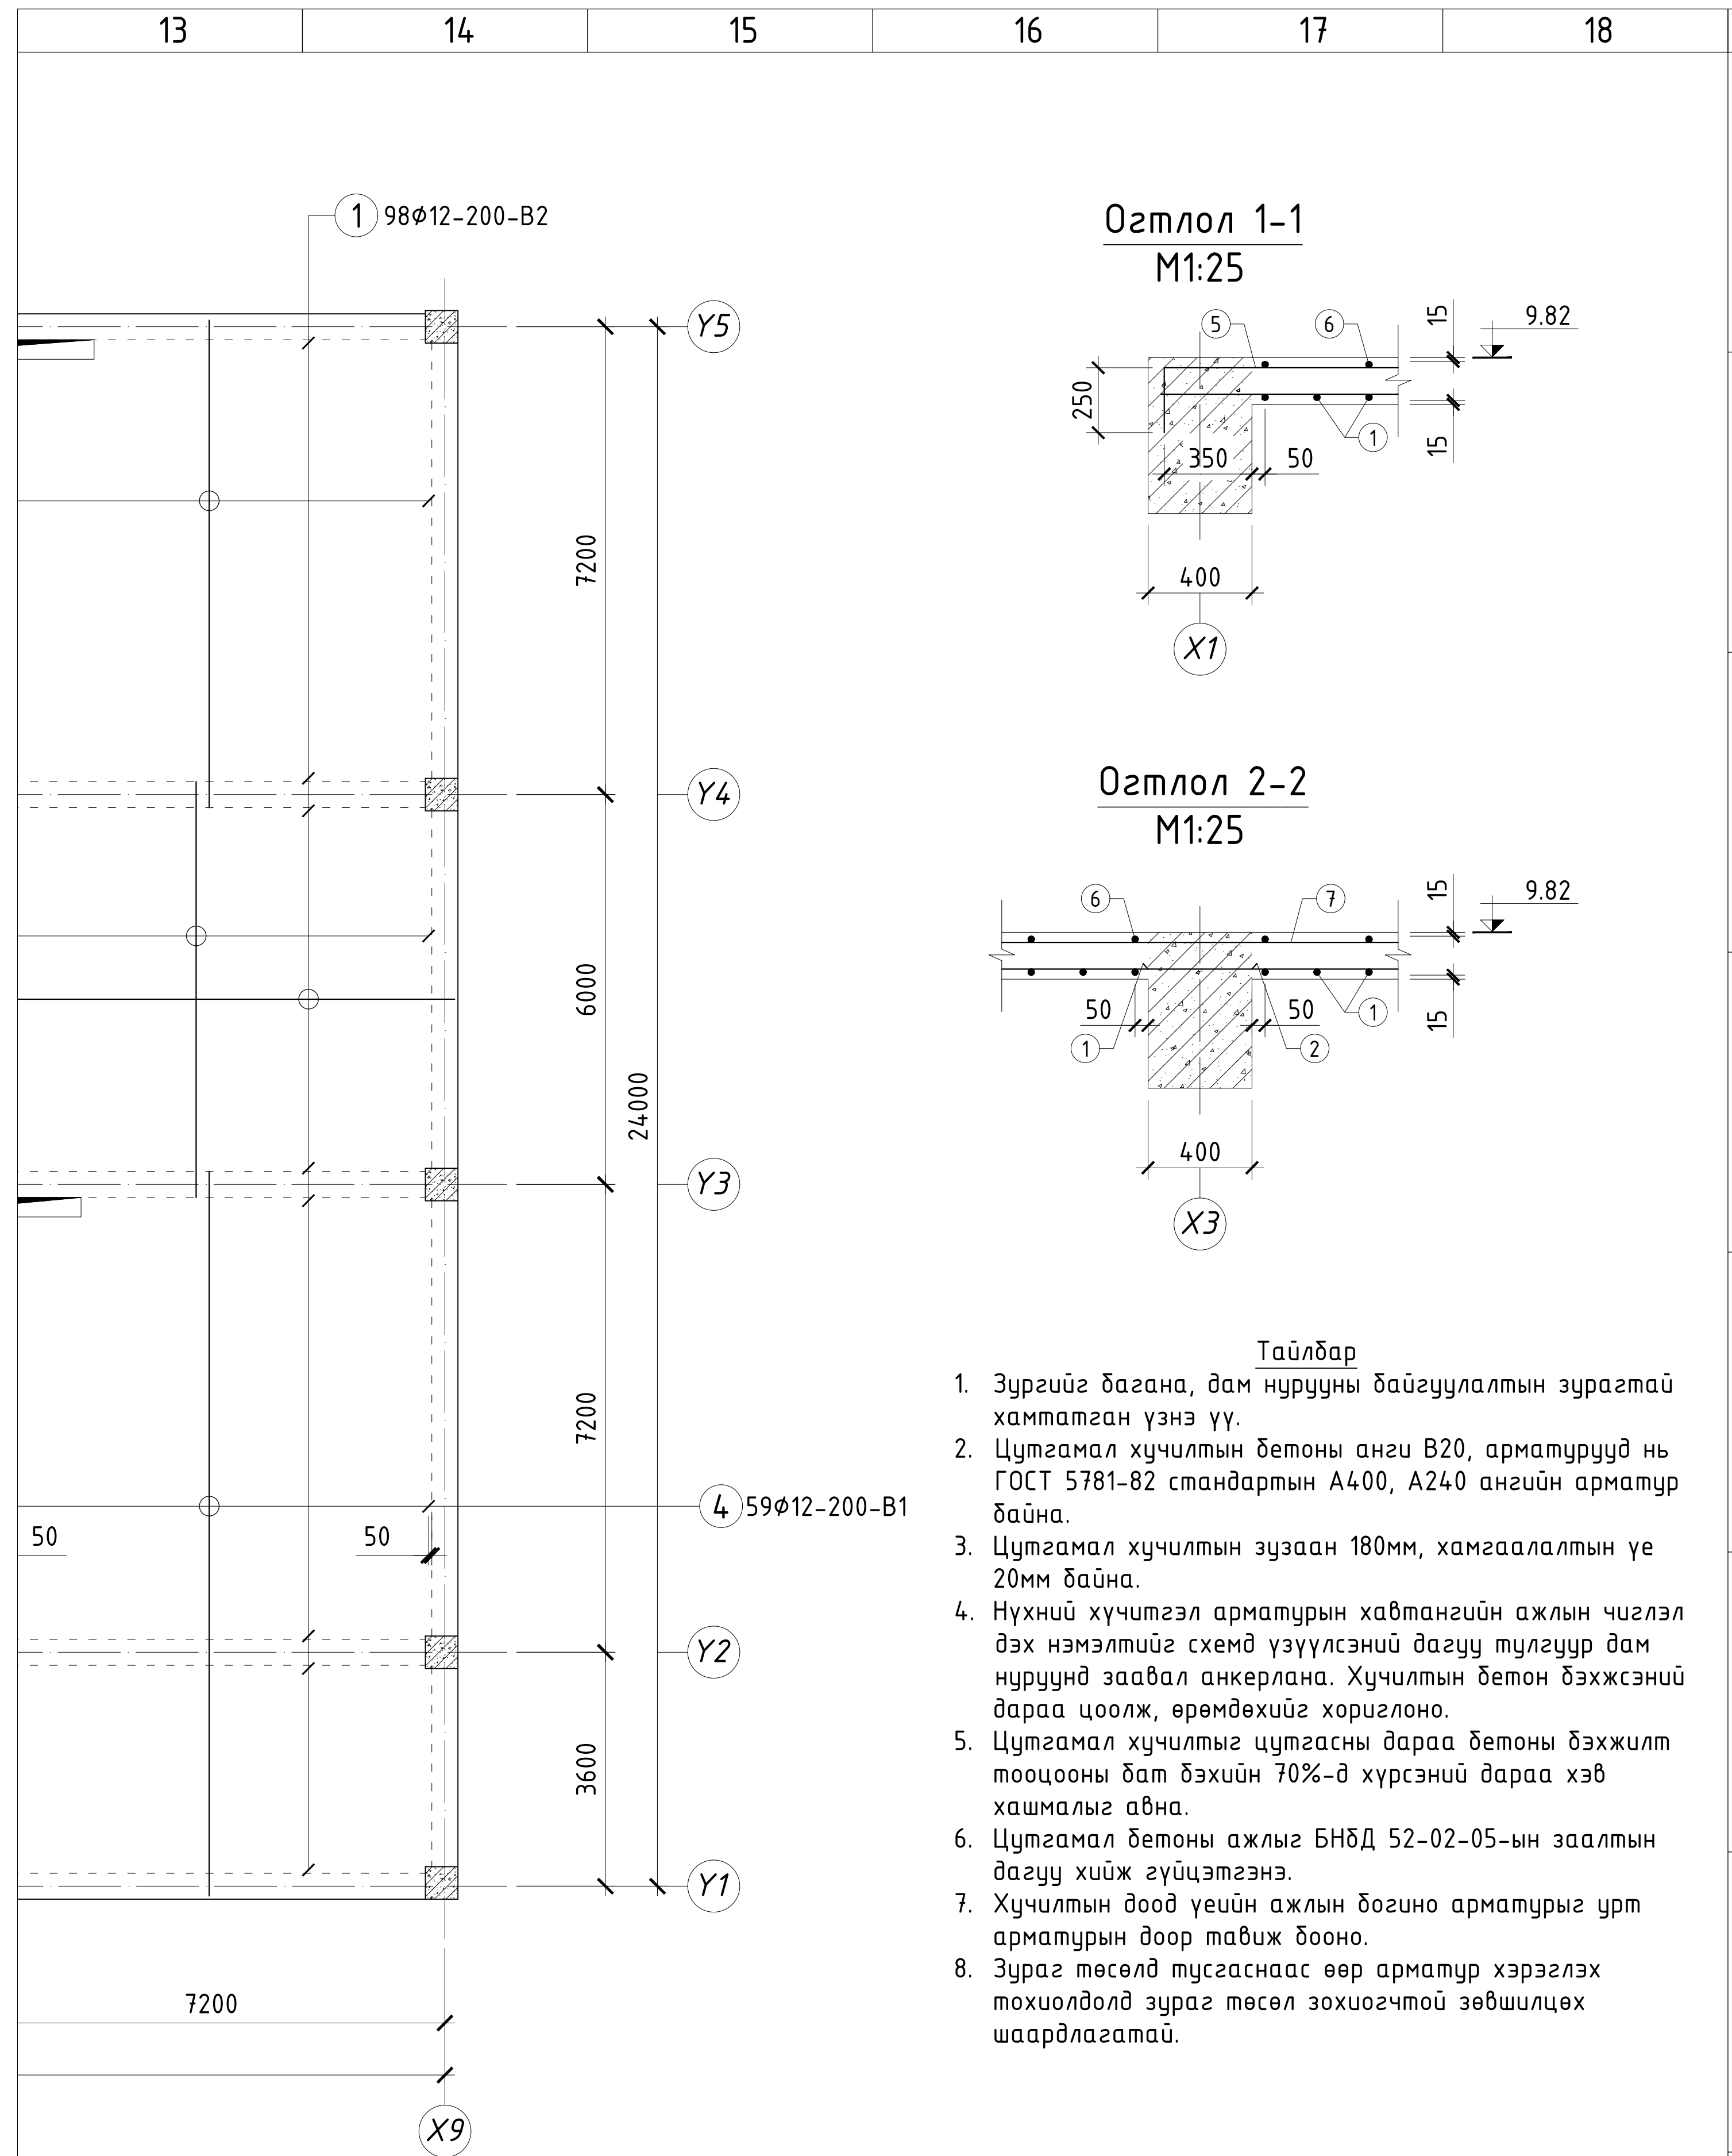 13 14 15 16 17 18
1 98Ø12-200-B2
Y5
7200
Y4
6000
24000
Y3
7200
4 59Ø12-200-B1
50 50
Y2
3600
Y1
7200
X9
Огтлол 1-1
М1:25
5 6 15 9.82
250
1 15
350 50
400
X1
Огтлол 2-2
М1:25
6 7 15 9.82
50 50 1 15
1 2
400
X3
Тайлбар
1. Зургийг багана, дам нурууны байгуулалтын зурагтай
хамтатган үзнэ үү.
2. Цутгамал хучилтын бетоны анги В20, арматурууд нь
ГОСТ 5781-82 стандартын А400, А240 ангийн арматур
байна.
3. Цутгамал хучилтын зузаан 180мм, хамгаалалтын үе
20мм байна.
4. Нүхний хүчитгэл арматурын хавтангийн ажлын чиглэл
дэх нэмэлтийг схемд үзүүлсэний дагуу тулгуур дам
нуруунд заавал анкерлана. Хучилтын бетон бэхжсэний
дараа цоолж, өрөмдөхийг хориглоно.
5. Цутгамал хучилтыг цутгасны дараа бетоны бэхжилт
тооцооны бат бэхийн 70%-д хүрсэний дараа хэв
хашмалыг авна.
6. Цутгамал бетоны ажлыг БНбД 52-02-05-ын заалтын
дагуу хийж гүйцэтгэнэ.
7. Хучилтын доод үеийн ажлын богино арматурыг урт
арматурын доор тавиж бооно.
8. Зураг төсөлд тусгаснаас өөр арматур хэрэглэх
тохиолдолд зураг төсөл зохиогчтой зөвшилцөх
шаардлагатай.